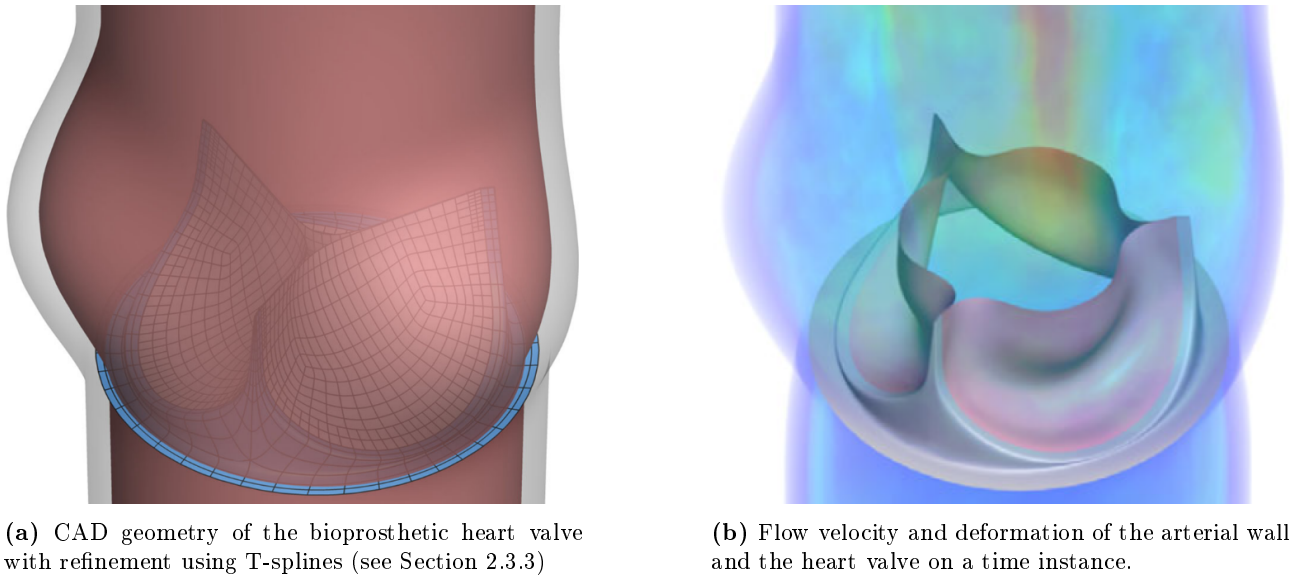 (a) CAD geometry of the bioprosthetic heart valve
with refinement using T-splines (see Section 2.3.3)
(b) Flow velocity and deformation of the arterial wall
and the heart valve on a time instance.